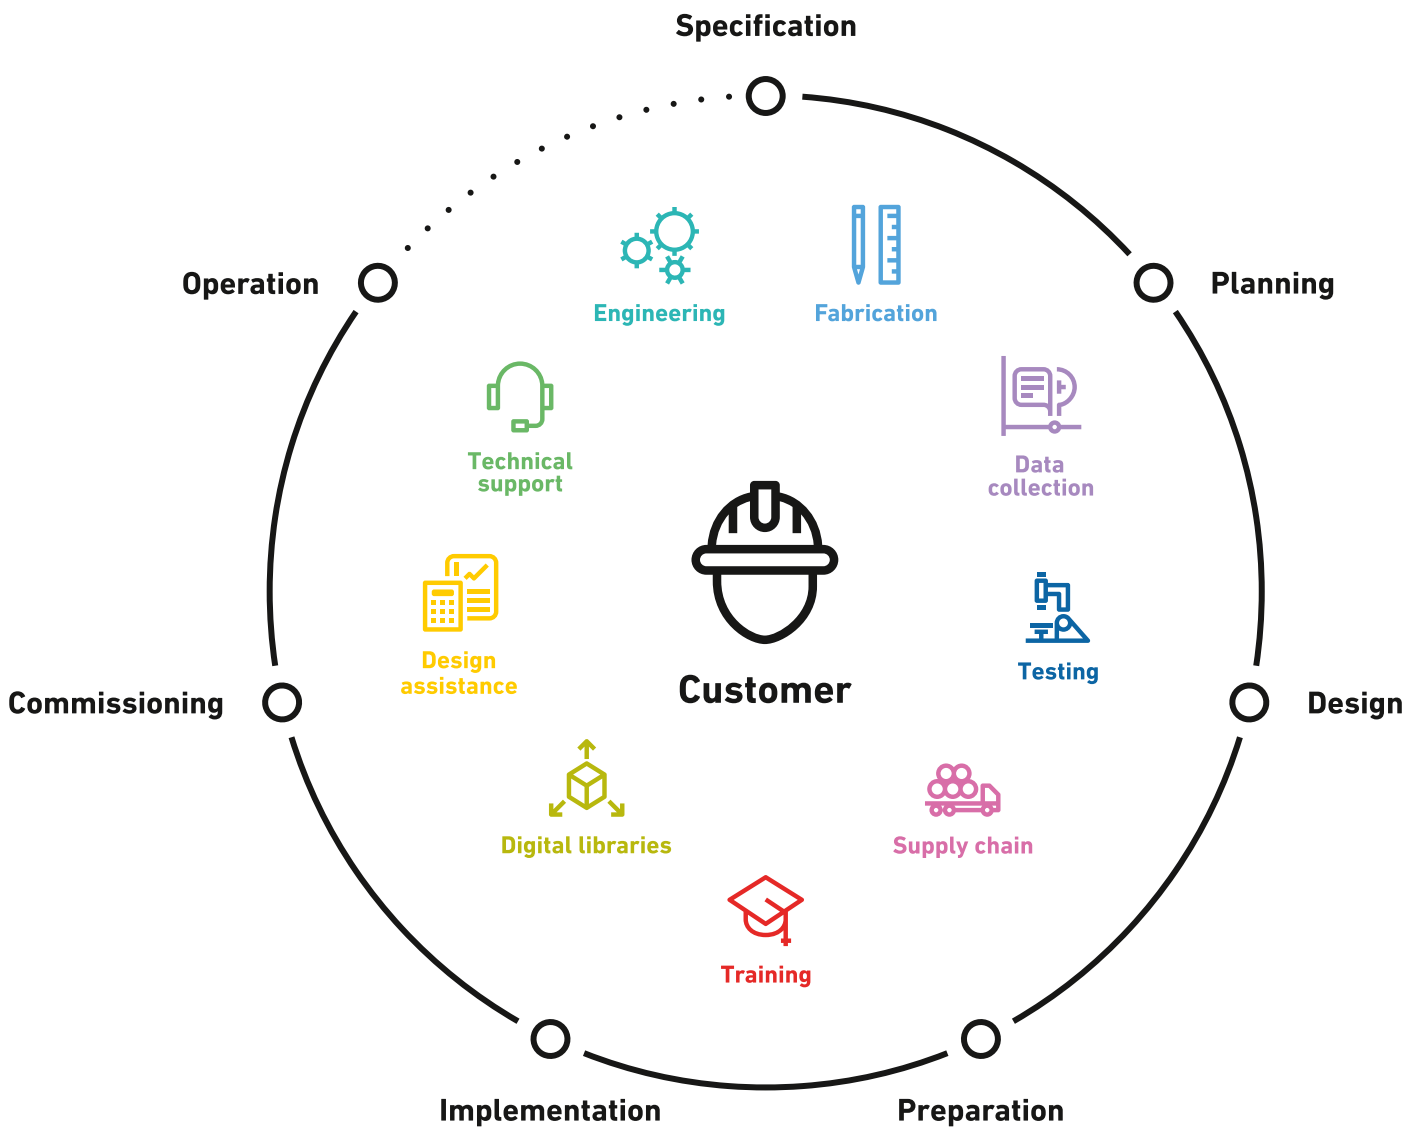 Specification
Operation
Planning
Engineering
Fabrication
Technical
support
Data
collection
Design
assistance
Testing
Customer
Commissioning
Design
Digital libraries
Supply chain
Training
Implementation
Preparation